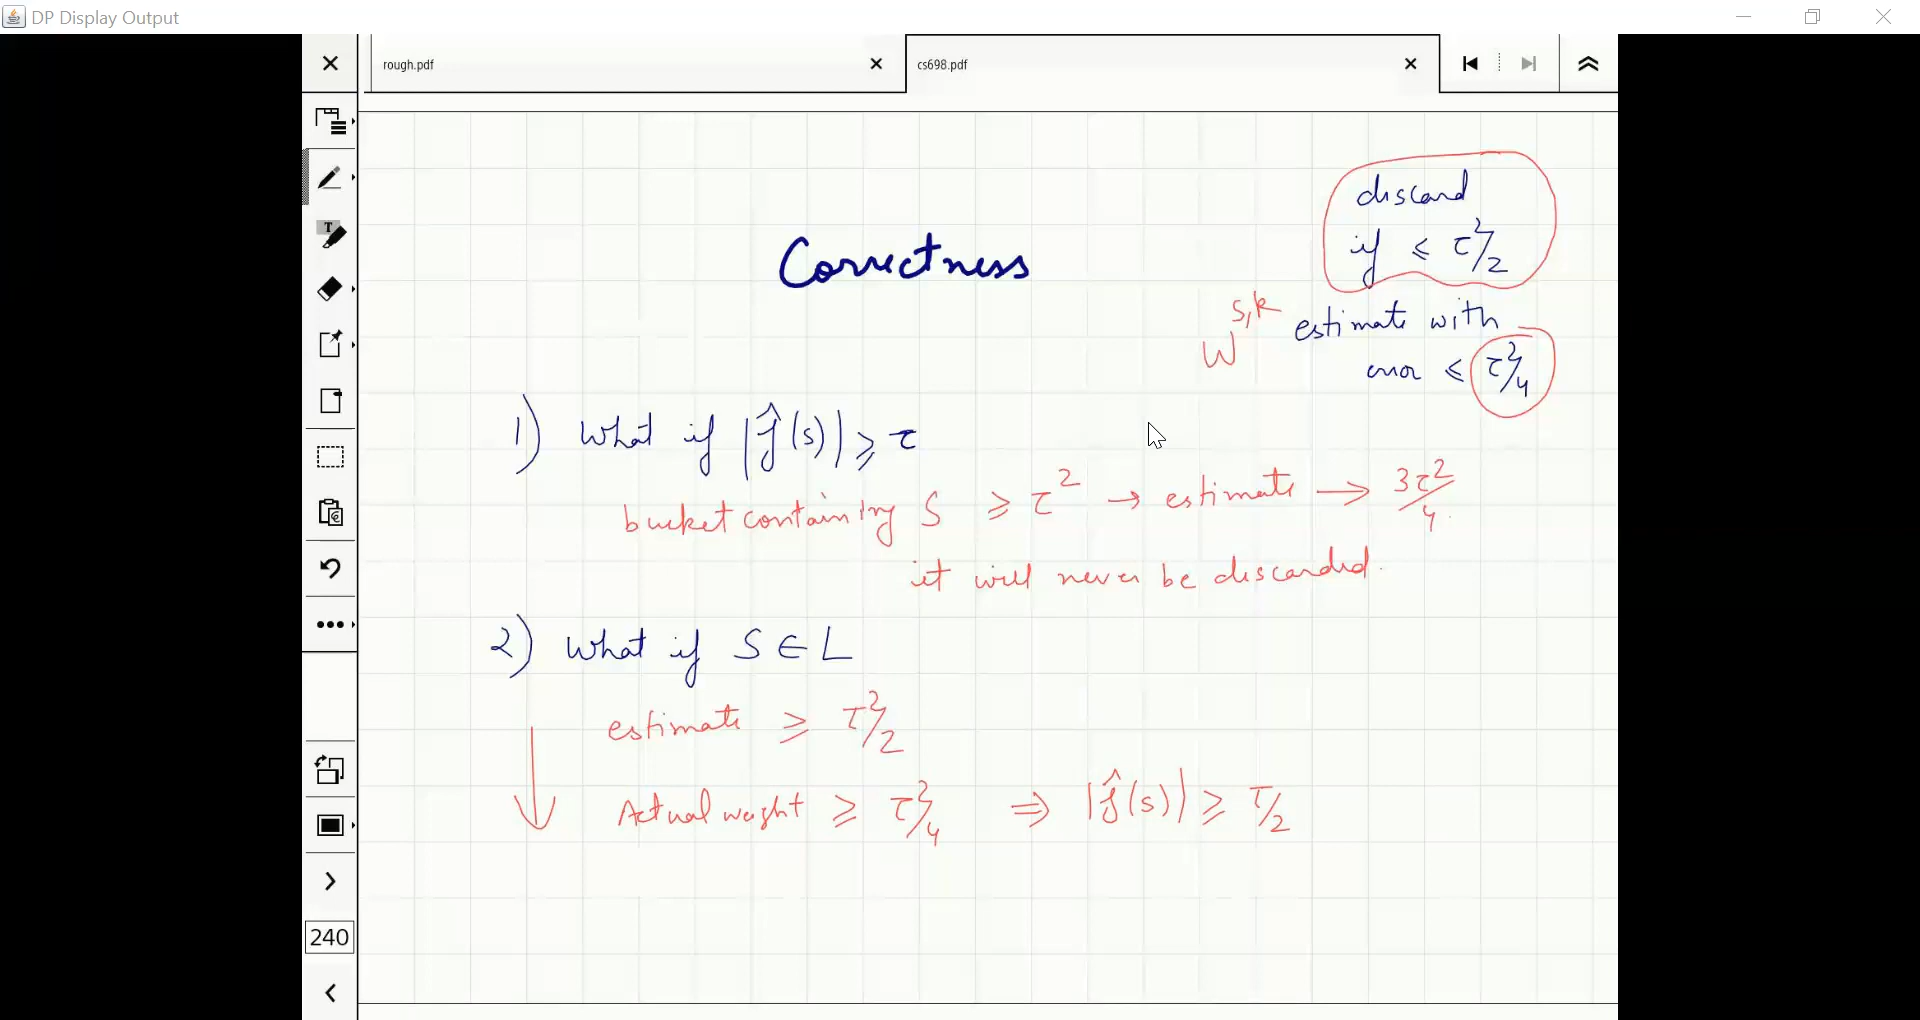 DP Display Output
rough.pdf
cs698.pdf
discard
if ≤ τ²/2
Correctness
W^{S,k}
estimate with
error ≤ τ²/4
1) What if |f̂(s)| ≥ τ
bucket containing S ≥ τ² → estimate → 3τ²/4
it will never be discarded.
2) What if S ∈ L
estimate ≥ τ²/2
Actual weight ≥ τ²/4 ⇒ |f̂(s)| ≥ τ/2
240